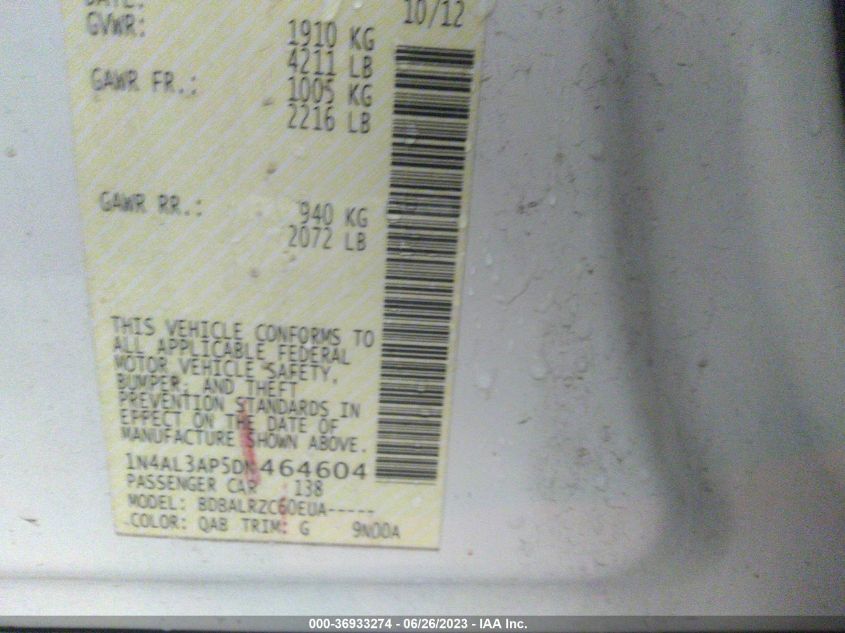 DATE: 10/12
GVWR: 1910 KG
4211 LB
GAWR FR.: 1005 KG
2216 LB
GAWR RR.: 940 KG
2072 LB
THIS VEHICLE CONFORMS TO
ALL APPLICABLE FEDERAL
MOTOR VEHICLE SAFETY,
BUMPER, AND THEFT
PREVENTION STANDARDS IN
EFFECT ON THE DATE OF
MANUFACTURE SHOWN ABOVE.
1N4AL3AP5DN464604
PASSENGER CAR 138
MODEL: BDBALRZC60EUA-----
COLOR: QAB TRIM: G 9N00A
000-36933274 - 06/26/2023 - IAA Inc.